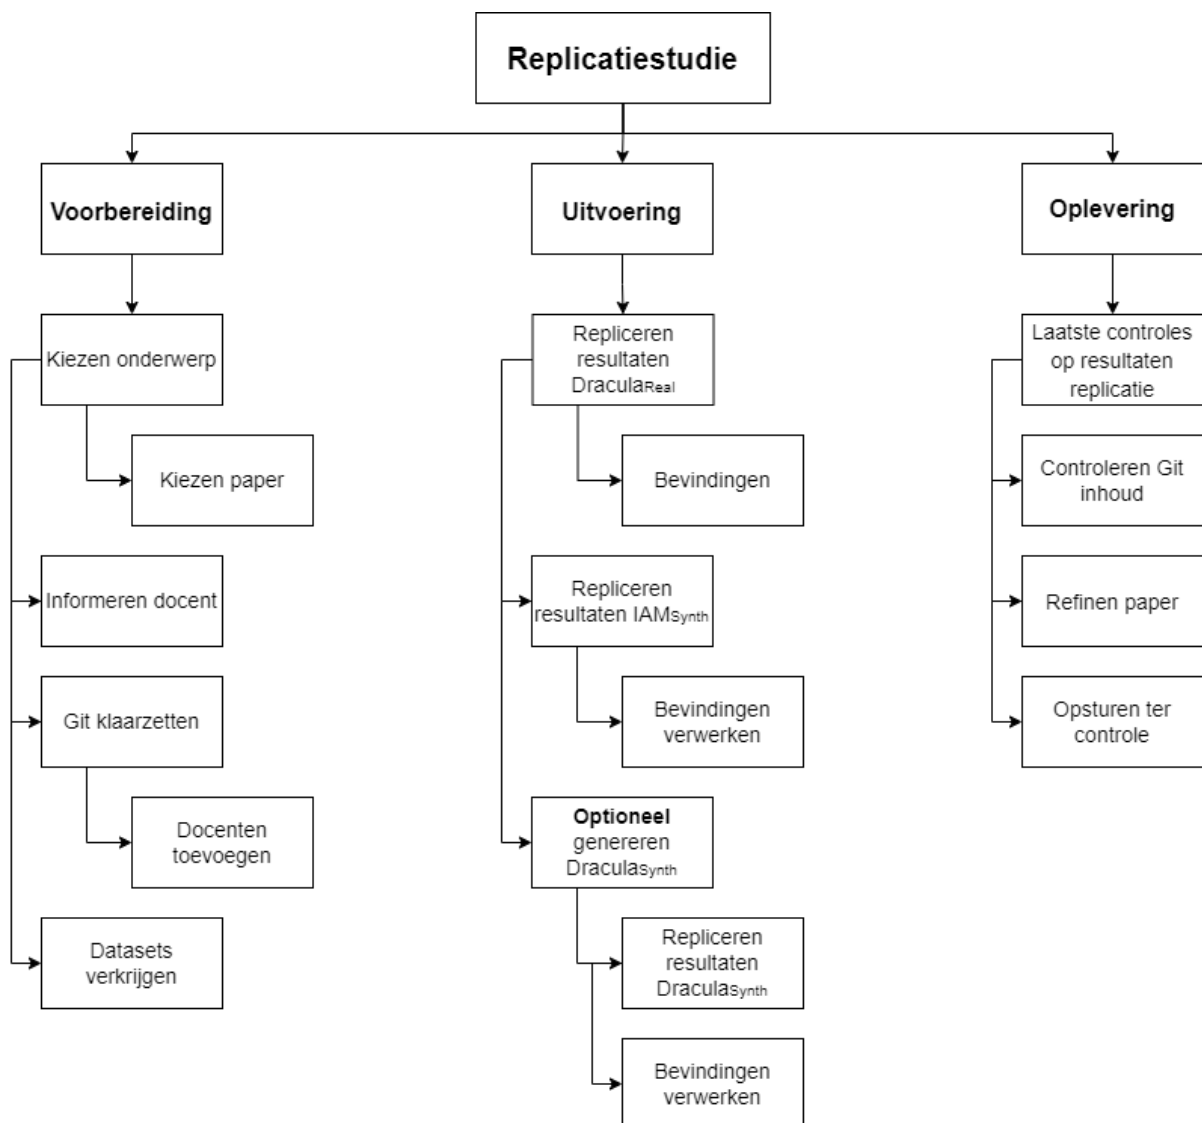 Replicatiestudie
Voorbereiding
Kiezen onderwerp
Kiezen paper
Informeren docent
Git klaarzetten
Docenten
toevoegen
Datasets
verkrijgen
Uitvoering
Repliceren
resultaten
DraculaReal
Bevindingen
Repliceren
resultaten IAMSynth
Bevindingen
verwerken
Optioneel
genereren
DraculaSynth
Repliceren
resultaten
DraculaSynth
Bevindingen
verwerken
Oplevering
Laatste controles
op resultaten
replicatie
Controleren Git
inhoud
Refinen paper
Opsturen ter
controle